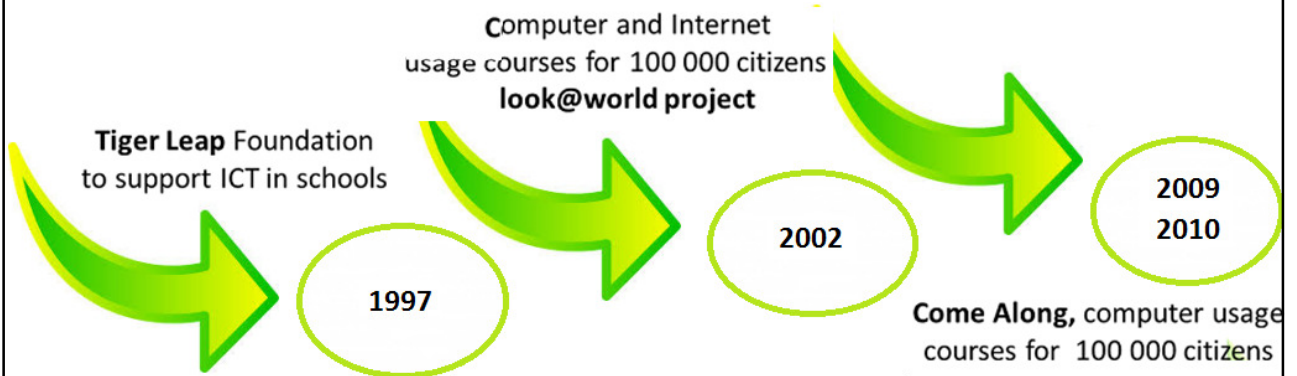 Tiger Leap Foundation
to support ICT in schools
1997
Computer and Internet
usage courses for 100 000 citizens
look@world project
2002
2009
2010
Come Along, computer usage
courses for 100 000 citizens